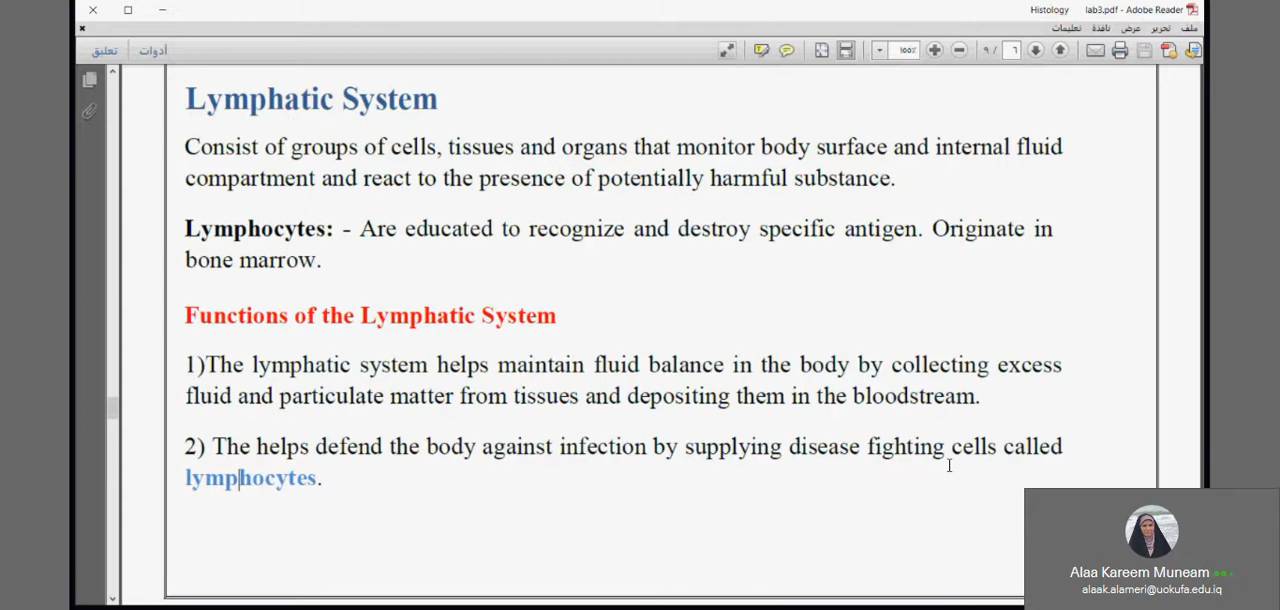 Histology lab3.pdf - Adobe Reader
ملف تحرير عرض نافذة تعليمات
تعليق أدوات
100% ٩ / ٦
Lymphatic System
Consist of groups of cells, tissues and organs that monitor body surface and internal fluid
compartment and react to the presence of potentially harmful substance.
Lymphocytes: - Are educated to recognize and destroy specific antigen. Originate in
bone marrow.
Functions of the Lymphatic System
1)The lymphatic system helps maintain fluid balance in the body by collecting excess
fluid and particulate matter from tissues and depositing them in the bloodstream.
2) The helps defend the body against infection by supplying disease fighting cells called
lymphocytes.
Alaa Kareem Muneam
alaak.alameri@uokufa.edu.iq